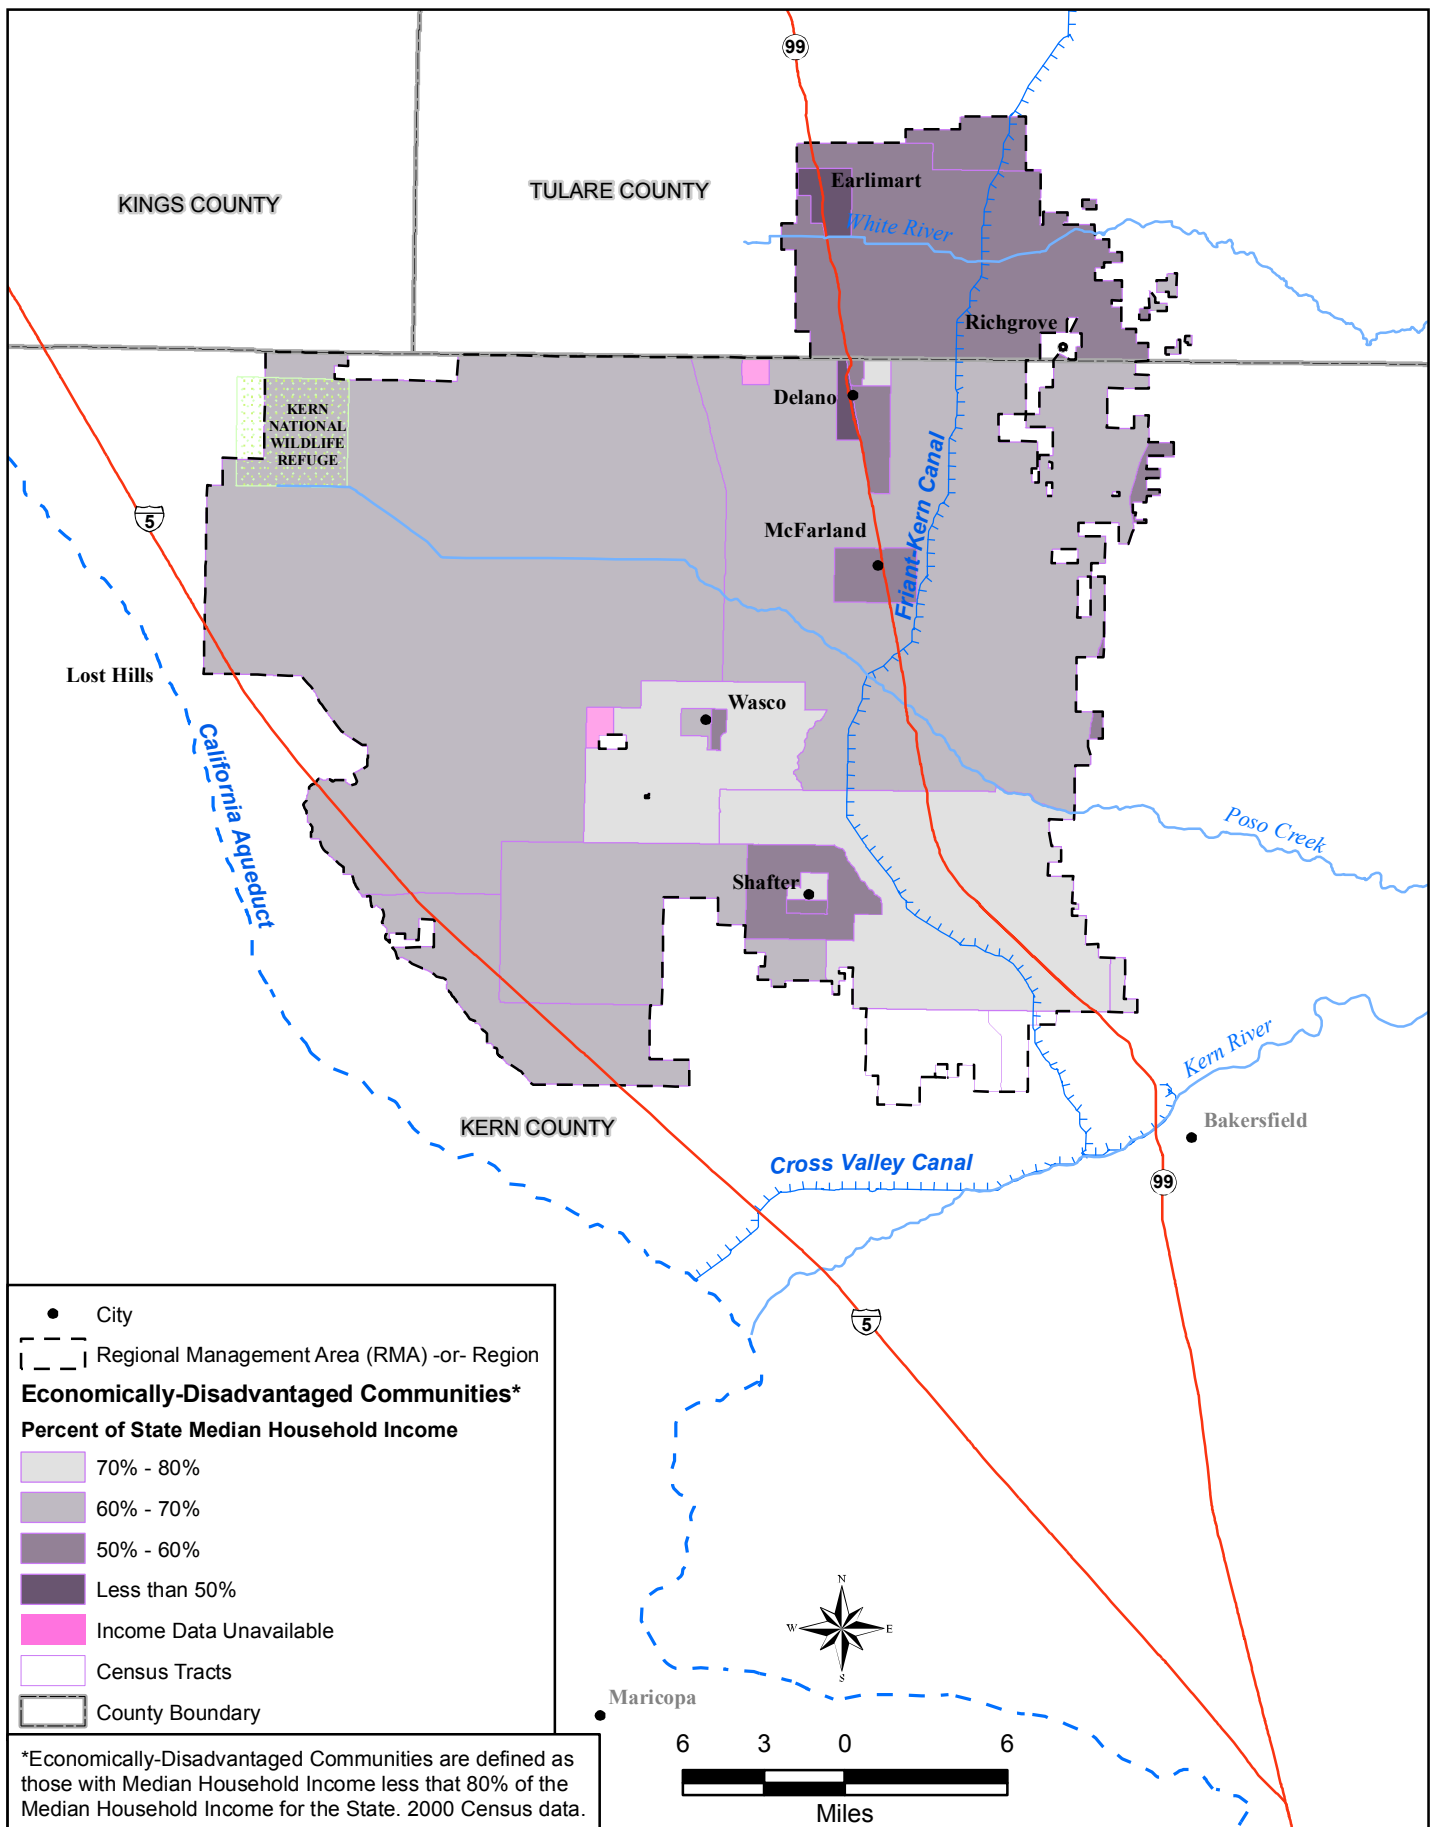 99
KINGS COUNTY
TULARE COUNTY
Earlimart
White River
Richgrove
KERN
NATIONAL
WILDLIFE
REFUGE
Delano
5
Friant-Kern Canal
McFarland
Lost Hills
Wasco
California Aqueduct
Poso Creek
Shafter
Kern River
KERN COUNTY
Bakersfield
Cross Valley Canal
99
5
City
Regional Management Area (RMA) -or- Region
Economically-Disadvantaged Communities*
Percent of State Median Household Income
70% - 80%
60% - 70%
50% - 60%
Less than 50%
Income Data Unavailable
Census Tracts
County Boundary
N
W E
S
Maricopa
6 3 0 6
Miles
*Economically-Disadvantaged Communities are defined as
those with Median Household Income less that 80% of the
Median Household Income for the State. 2000 Census data.